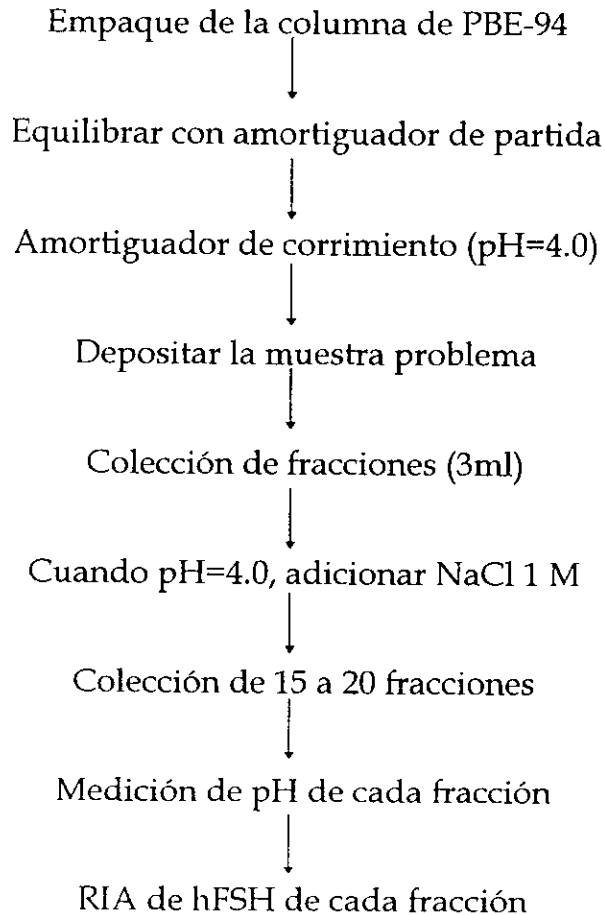 Empaque de la columna de PBE-94
Equilibrar con amortiguador de partida
Amortiguador de corrimiento (pH=4.0)
Depositar la muestra problema
Colección de fracciones (3ml)
Cuando pH=4.0, adicionar NaCl 1 M
Colección de 15 a 20 fracciones
Medición de pH de cada fracción
RIA de hFSH de cada fracción